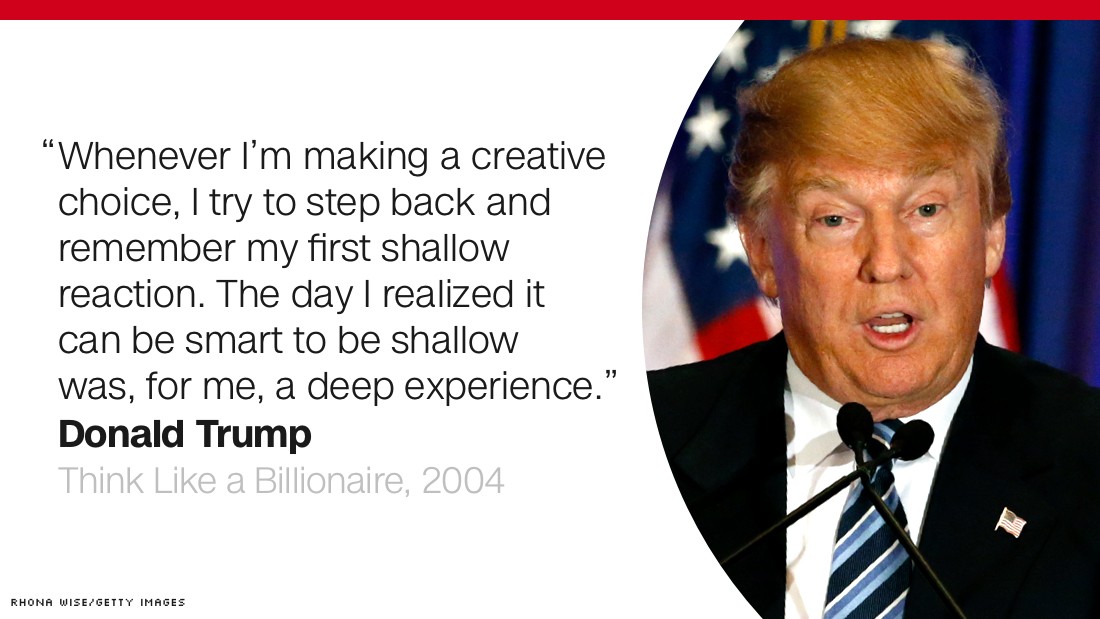 “Whenever I’m making a creative
choice, I try to step back and
remember my first shallow
reaction. The day I realized it
can be smart to be shallow
was, for me, a deep experience.”
Donald Trump
Think Like a Billionaire, 2004
RHONA WISE/GETTY IMAGES